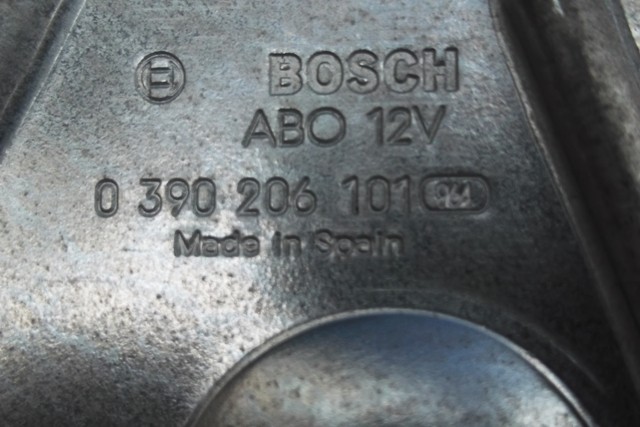 BOSCH
ABO 12V
0 390 206 101
Made in Spain